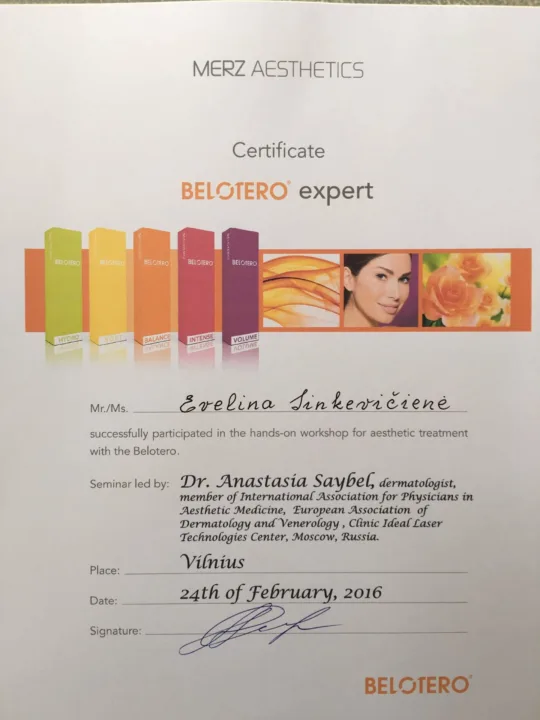 MERZ AESTHETICS
Certificate
BELOTERO® expert
BELOTERO BELOTERO BELOTERO BELOTERO BELOTERO
HYDRO SOFT BALANCE INTENSE VOLUME
Mr./Ms. Evelina Sinkevičienė
successfully participated in the hands-on workshop for aesthetic treatment
with the Belotero.
Seminar led by: Dr. Anastasia Saybel, dermatologist,
member of International Association for Physicians in
Aesthetic Medicine, European Association of
Dermatology and Venerology , Clinic Ideal Laser
Technologies Center, Moscow, Russia.
Place: Vilnius
Date: 24th of February, 2016
Signature:
BELOTERO®